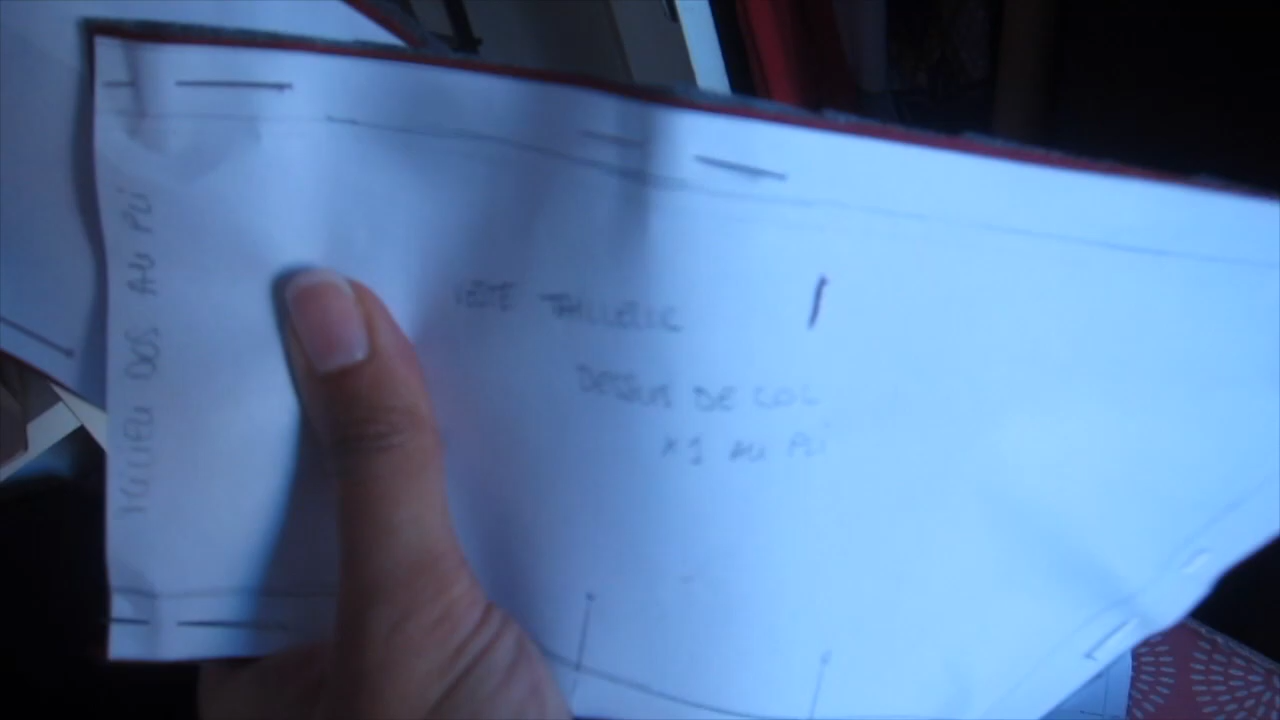 MILIEU DOS AU PLI
VESTE TAILLEUR
DESSUS DE COL
X1 AU PLI